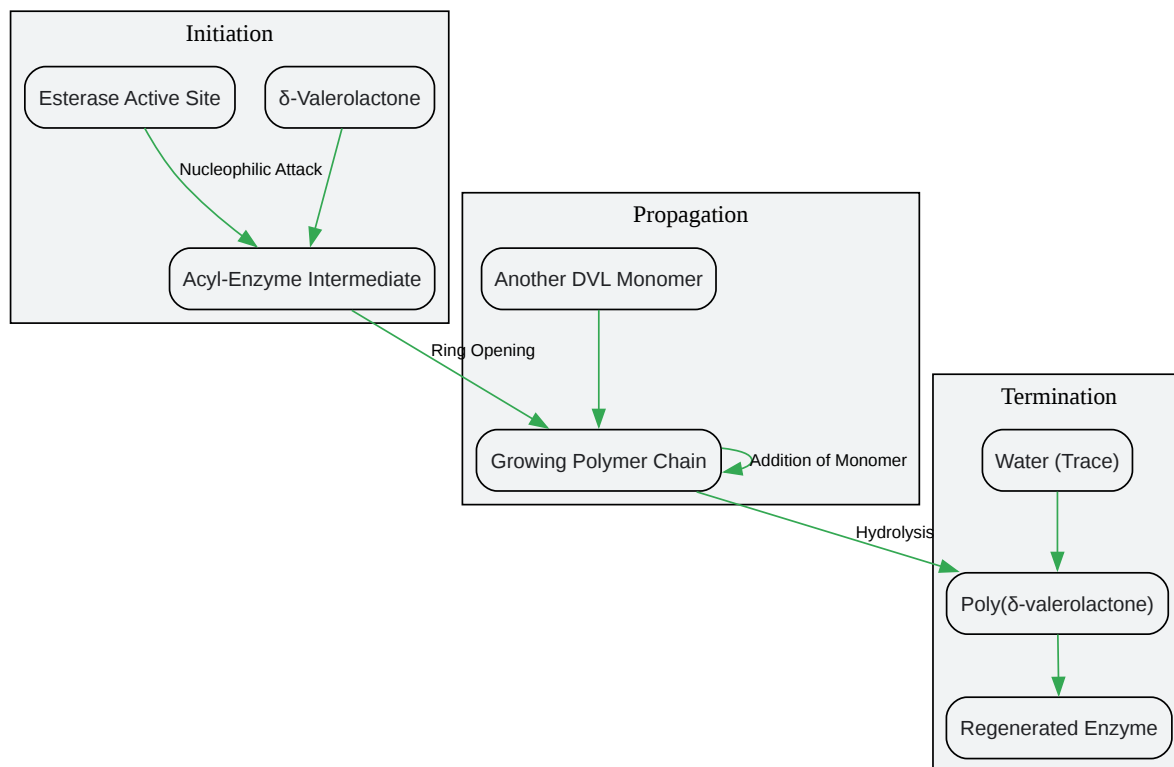 Initiation
Esterase Active Site
δ-Valerolactone
Nucleophilic Attack
Acyl-Enzyme Intermediate
Ring Opening
Propagation
Another DVL Monomer
Growing Polymer Chain
Addition of Monomer
Hydrolysis
Termination
Water (Trace)
Poly(δ-valerolactone)
Regenerated Enzyme